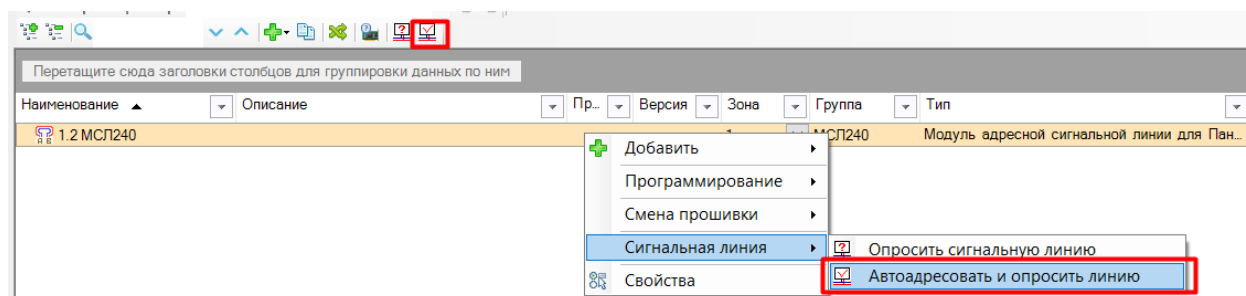 Перетащите сюда заголовки столбцов для группировки данных по ним
Наименование Описание Пр... Версия Зона Группа Тип
1.2 МСЛ240 1 МСЛ240 Модуль адресной сигнальной линии для Пан...
Добавить
Программирование
Смена прошивки
Сигнальная линия
Опросить сигнальную линию
Автоадресовать и опросить линию
Свойства